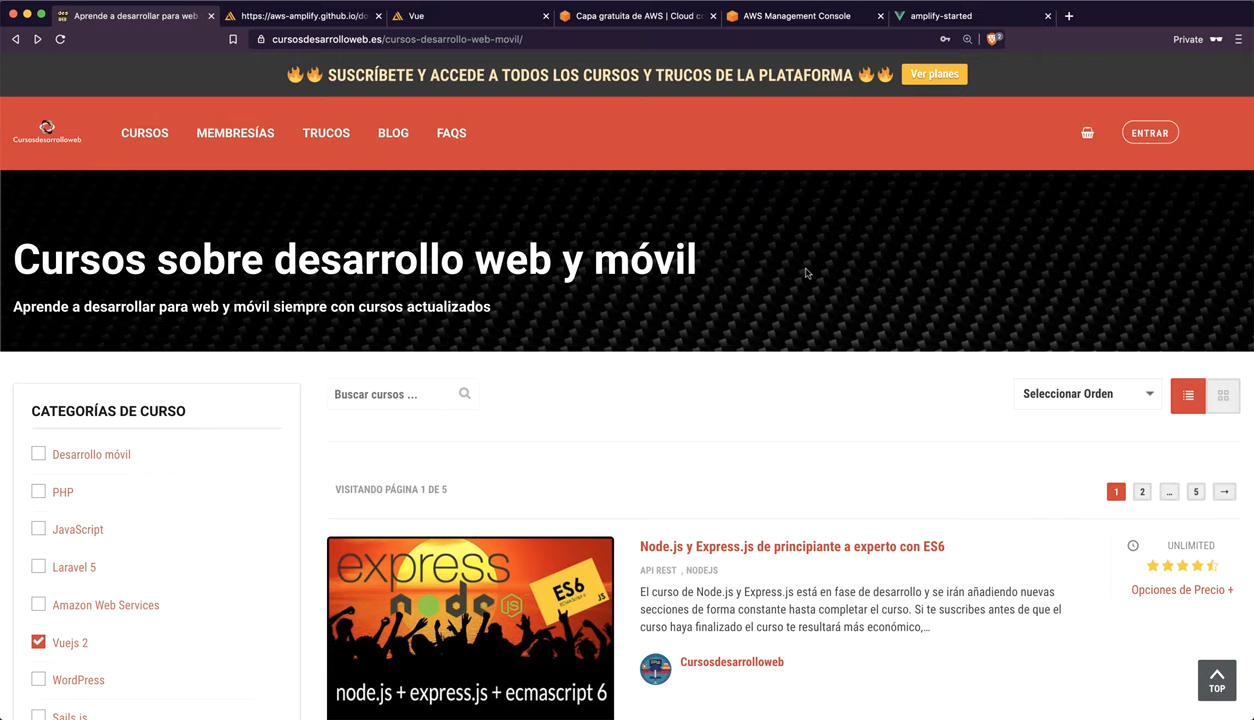 Aprende a desarrollar para web
https://aws-amplify.github.io/do
Vue
Capa gratuita de AWS | Cloud c
AWS Management Console
amplify-started
cursosdesarrolloweb.es/cursos-desarrollo-web-movil/
2
Private
🔥🔥 SUSCRÍBETE Y ACCEDE A TODOS LOS CURSOS Y TRUCOS DE LA PLATAFORMA 🔥🔥
Ver planes
Cursosdesarrolloweb
CURSOS
MEMBRESÍAS
TRUCOS
BLOG
FAQS
ENTRAR
Cursos sobre desarrollo web y móvil
Aprende a desarrollar para web y móvil siempre con cursos actualizados
CATEGORÍAS DE CURSO
Desarrollo móvil
PHP
JavaScript
Laravel 5
Amazon Web Services
Vuejs 2
WordPress
Sails.js
Buscar cursos ...
Seleccionar Orden
VISITANDO PÁGINA 1 DE 5
1 2 ... 5 →
express
node JS
ES6
ECMASCRIPT 6
JS
node.js + express.js + ecmascript 6
Node.js y Express.js de principiante a experto con ES6
API REST , NODEJS
El curso de Node.js y Express.js está en fase de desarrollo y se irán añadiendo nuevas
secciones de forma constante hasta completar el curso. Si te suscribes antes de que el
curso haya finalizado el curso te resultará más económico,...
Cursosdesarrolloweb
UNLIMITED
Opciones de Precio +
TOP